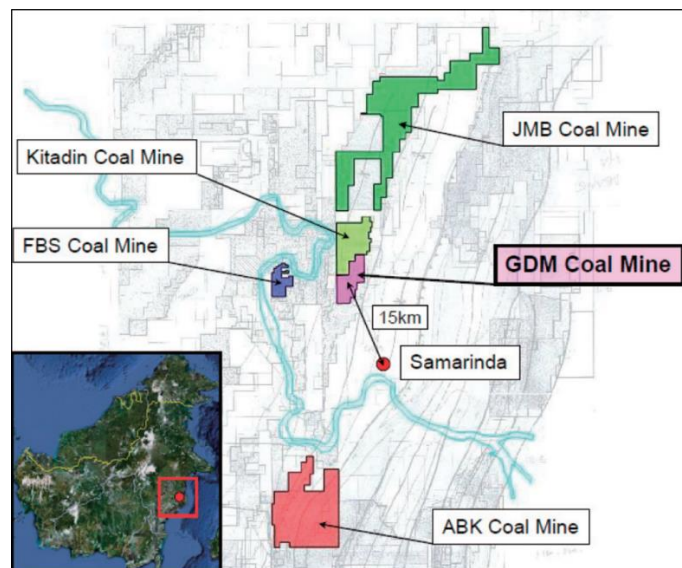 JMB Coal Mine
Kitadin Coal Mine
FBS Coal Mine
GDM Coal Mine
15km
Samarinda
ABK Coal Mine